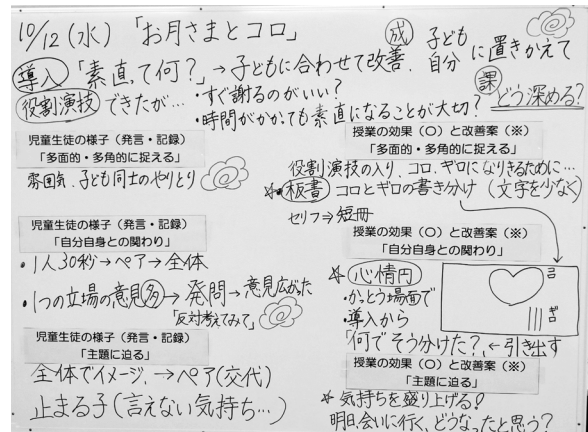 10/12(水) 「お月さまとコロ」
導入 「素直って何?」→子どもに合わせて改善.
役割演技 できたが…
・すぐ謝るのがいい?
・時間がかかっても素直になることが大切?
成 子ども
自分 に置きかえて
課 どう深める?
児童生徒の様子(発言・記録)
「多面的・多角的に捉える」
雰囲気.子ども同士のやりとり
児童生徒の様子(発言・記録)
「自分自身との関わり」
・1人30秒→ペア→全体
・1つの立場の意見多→発問→意見広がった
「反対考えてみて」
児童生徒の様子(発言・記録)
「主題に迫る」
全体でイメージ.→ペア(交代)
止まる子(言えない気持ち…)
授業の効果(○)と改善案(※)
「多面的・多角的に捉える」
役割演技の入り、コロ、ギロになりきるために…
☆板書 コロとギロの書き分け(文字を少なく)
セリフ⇒短冊
授業の効果(○)と改善案(※)
「自分自身との関わり」
☆心情円
・かっとう場面で
・導入から
「何でそう分けた?」←引き出す
コ
ギ
授業の効果(○)と改善案(※)
「主題に迫る」
☆気持ちを盛り上げる!
明日、会いに行く、どうなったと思う?